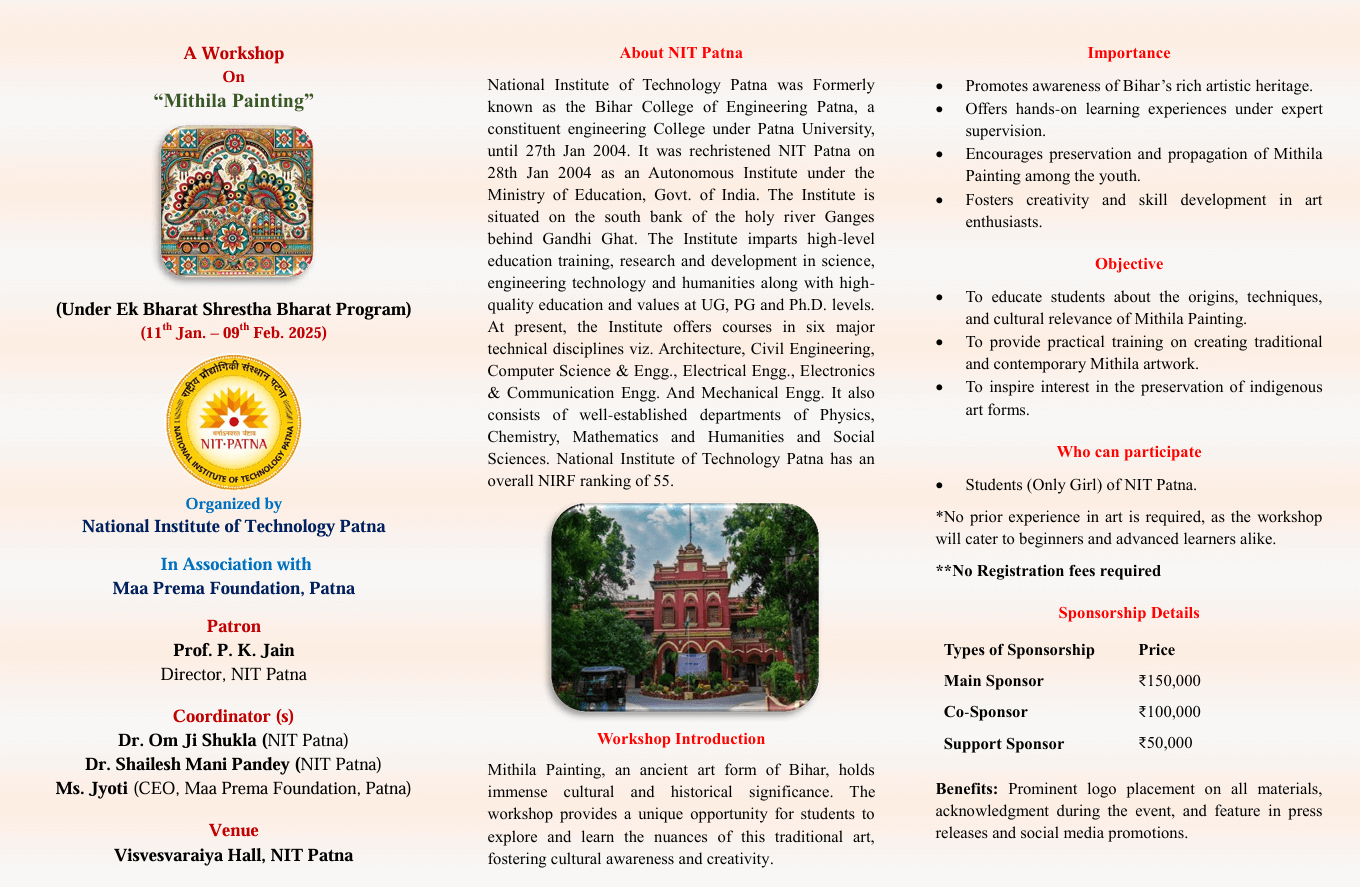 A Workshop
On
“Mithila Painting”
(Under Ek Bharat Shrestha Bharat Program)
(11th Jan. – 09th Feb. 2025)
राष्ट्रीय प्रौद्योगिकी संस्थान पटना
NIT·PATNA
NATIONAL INSTITUTE OF TECHNOLOGY PATNA
Organized by
National Institute of Technology Patna
In Association with
Maa Prema Foundation, Patna
Patron
Prof. P. K. Jain
Director, NIT Patna
Coordinator (s)
Dr. Om Ji Shukla (NIT Patna)
Dr. Shailesh Mani Pandey (NIT Patna)
Ms. Jyoti (CEO, Maa Prema Foundation, Patna)
Venue
Visvesvaraiya Hall, NIT Patna
About NIT Patna
National Institute of Technology Patna was Formerly
known as the Bihar College of Engineering Patna, a
constituent engineering College under Patna University,
until 27th Jan 2004. It was rechristened NIT Patna on
28th Jan 2004 as an Autonomous Institute under the
Ministry of Education, Govt. of India. The Institute is
situated on the south bank of the holy river Ganges
behind Gandhi Ghat. The Institute imparts high-level
education training, research and development in science,
engineering technology and humanities along with high-
quality education and values at UG, PG and Ph.D. levels.
At present, the Institute offers courses in six major
technical disciplines viz. Architecture, Civil Engineering,
Computer Science & Engg., Electrical Engg., Electronics
& Communication Engg. And Mechanical Engg. It also
consists of well-established departments of Physics,
Chemistry, Mathematics and Humanities and Social
Sciences. National Institute of Technology Patna has an
overall NIRF ranking of 55.
Workshop Introduction
Mithila Painting, an ancient art form of Bihar, holds
immense cultural and historical significance. The
workshop provides a unique opportunity for students to
explore and learn the nuances of this traditional art,
fostering cultural awareness and creativity.
Importance
• Promotes awareness of Bihar’s rich artistic heritage.
• Offers hands-on learning experiences under expert
supervision.
• Encourages preservation and propagation of Mithila
Painting among the youth.
• Fosters creativity and skill development in art
enthusiasts.
Objective
• To educate students about the origins, techniques,
and cultural relevance of Mithila Painting.
• To provide practical training on creating traditional
and contemporary Mithila artwork.
• To inspire interest in the preservation of indigenous
art forms.
Who can participate
• Students (Only Girl) of NIT Patna.
*No prior experience in art is required, as the workshop
will cater to beginners and advanced learners alike.
**No Registration fees required
Sponsorship Details
Types of Sponsorship Price
Main Sponsor ₹150,000
Co-Sponsor ₹100,000
Support Sponsor ₹50,000
Benefits: Prominent logo placement on all materials,
acknowledgment during the event, and feature in press
releases and social media promotions.